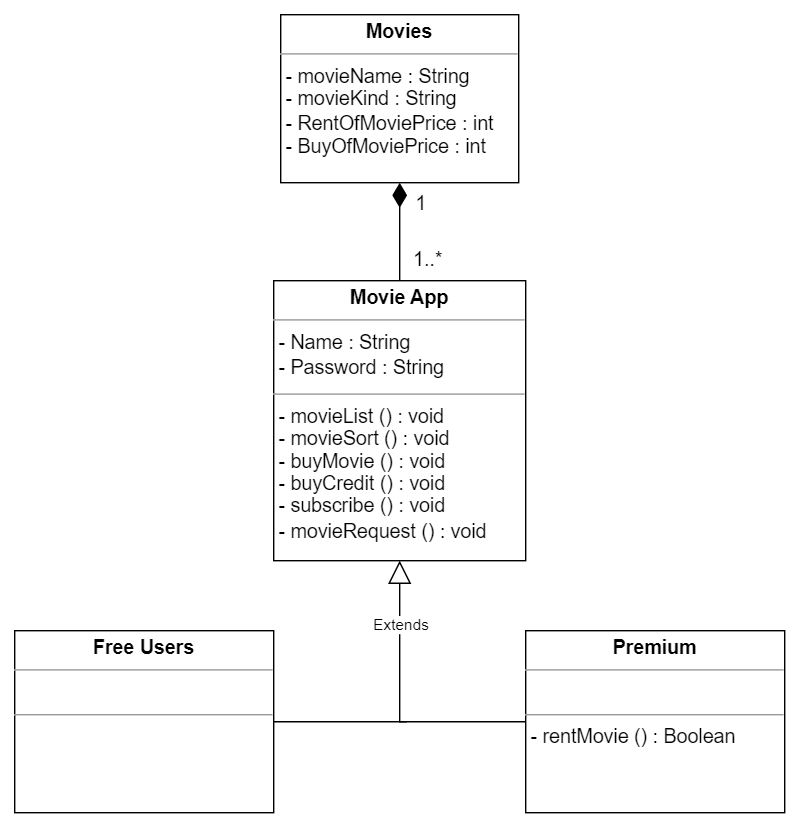 Movies
- movieName : String
- movieKind : String
- RentOfMoviePrice : int
- BuyOfMoviePrice : int
1
1..*
Movie App
- Name : String
- Password : String
- movieList () : void
- movieSort () : void
- buyMovie () : void
- buyCredit () : void
- subscribe () : void
- movieRequest () : void
Extends
Free Users
Premium
- rentMovie () : Boolean